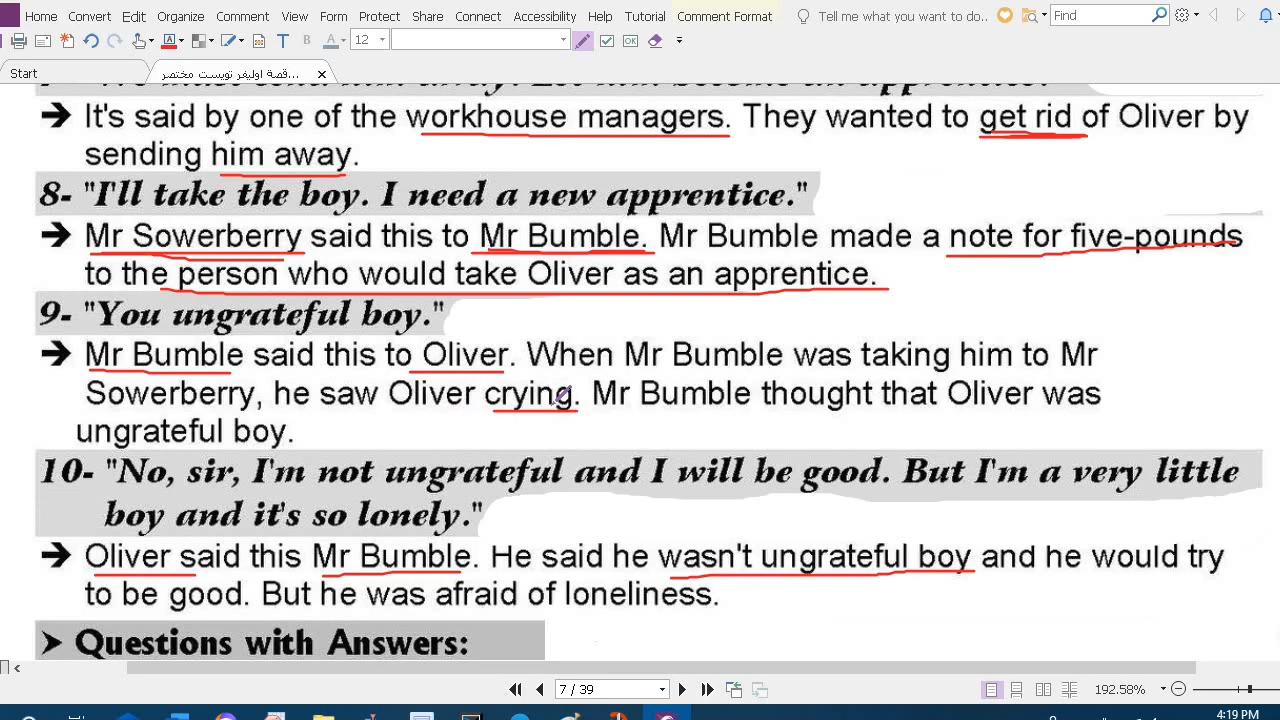 Home Convert Edit Organize Comment View Form Protect Share Connect Accessibility Help Tutorial Comment Format Tell me what you want to do.. Find
12
Start قصة اوليفر تويست مختصر...
It's said by one of the workhouse managers. They wanted to get rid of Oliver by
sending him away.
8- "I'll take the boy. I need a new apprentice."
Mr Sowerberry said this to Mr Bumble. Mr Bumble made a note for five-pounds
to the person who would take Oliver as an apprentice.
9- "You ungrateful boy."
Mr Bumble said this to Oliver. When Mr Bumble was taking him to Mr
Sowerberry, he saw Oliver crying. Mr Bumble thought that Oliver was
ungrateful boy.
10- "No, sir, I'm not ungrateful and I will be good. But I'm a very little
boy and it's so lonely."
Oliver said this Mr Bumble. He said he wasn't ungrateful boy and he would try
to be good. But he was afraid of loneliness.
Questions with Answers:
7 / 39 192.58%
4:19 PM